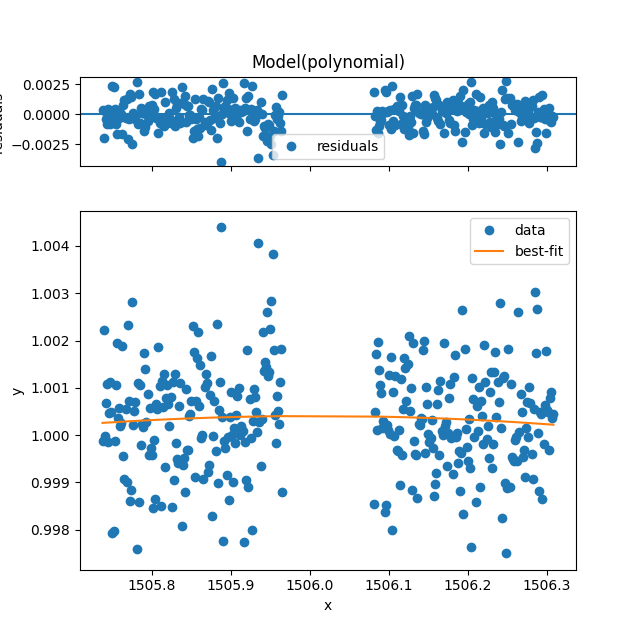 Model(polynomial)
0.0025
0.0000
−0.0025
residuals
residuals
data
best-fit
1.004
1.003
1.002
1.001
1.000
0.999
0.998
y
1505.8 1505.9 1506.0 1506.1 1506.2 1506.3
x